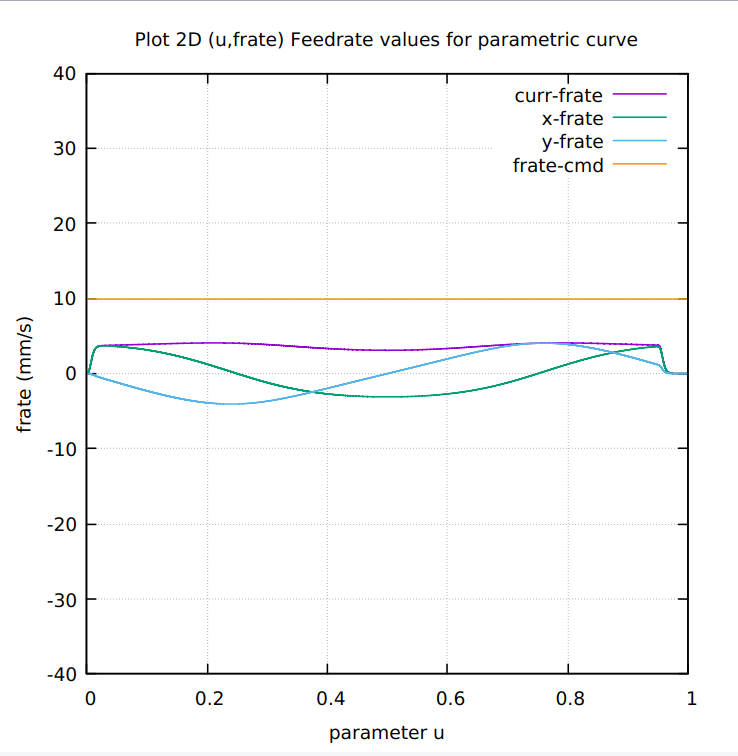 Plot 2D (u,frate) Feedrate values for parametric curve
40
30
20
10
0
-10
-20
-30
-40
frate (mm/s)
curr-frate
x-frate
y-frate
frate-cmd
0 0.2 0.4 0.6 0.8 1
parameter u